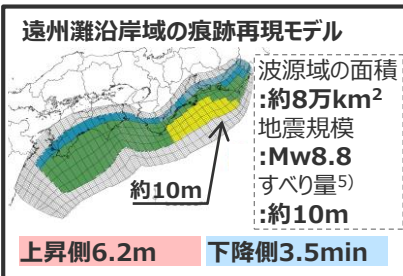 遠州灘沿岸域の痕跡再現モデル
波源域の面積
:約8万km²
地震規模
:Mw8.8
すべり量⁵⁾
:約10m
約10m
上昇側6.2m 下降側3.5min